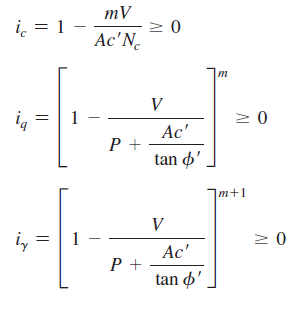 i_c = 1 - mV / Ac'N_c ≥ 0
i_q = [1 - V / (P + Ac' / tan ϕ')]^m ≥ 0
i_γ = [1 - V / (P + Ac' / tan ϕ')]^(m+1) ≥ 0